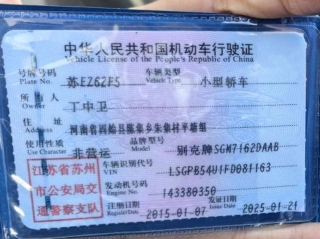 中华人民共和国机动车行驶证
Vehicle License of the People's Republic of China
号牌号码 苏EZ62F5 车辆类型 小型轿车
Plate No. Vehicle Type
所有人 丁中卫
Owner
住址 河南省固始县张集乡朱集村平塘组
Address
使用性质 非营运 别克牌SGM7162DAAB
Use Character
江苏省苏州
市公安局交
通警察支队
车辆识别代号 LSGPB54U1FD081163
VIN
发动机号码 143380350
Engine No.
注册日期 2015-01-07 发证日期 2025-01-21
Register Date Issue Date